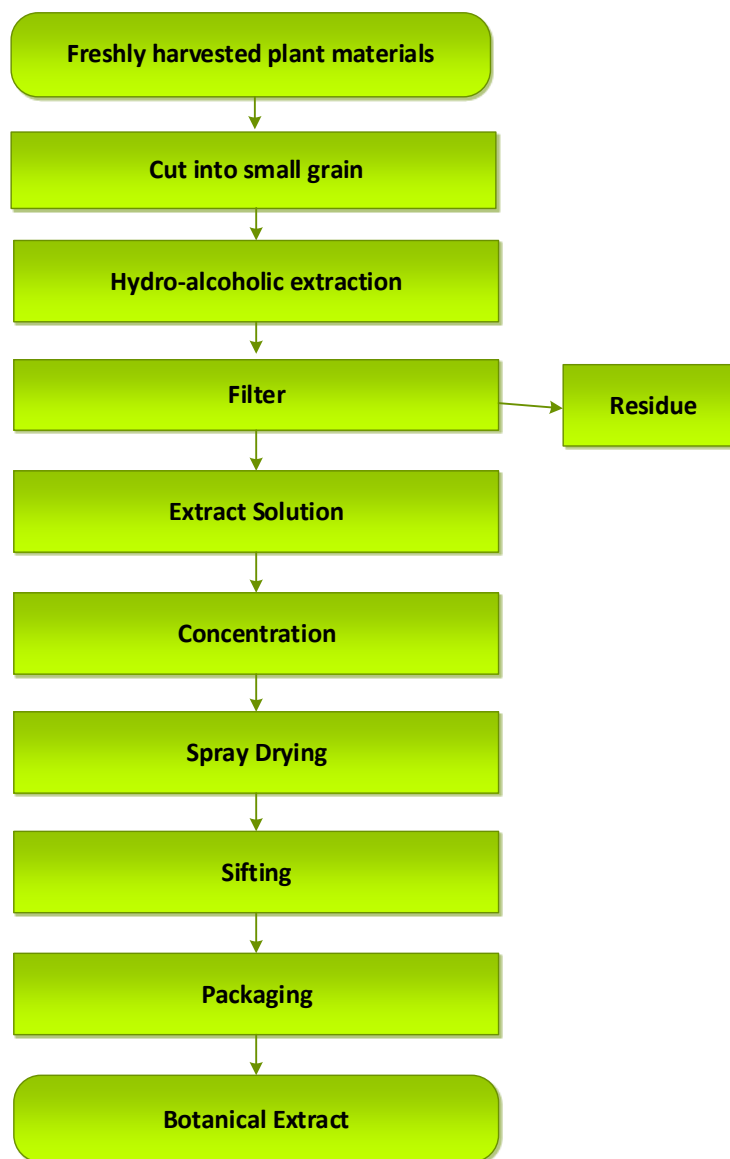 Freshly harvested plant materials
Cut into small grain
Hydro-alcoholic extraction
Filter
Residue
Extract Solution
Concentration
Spray Drying
Sifting
Packaging
Botanical Extract